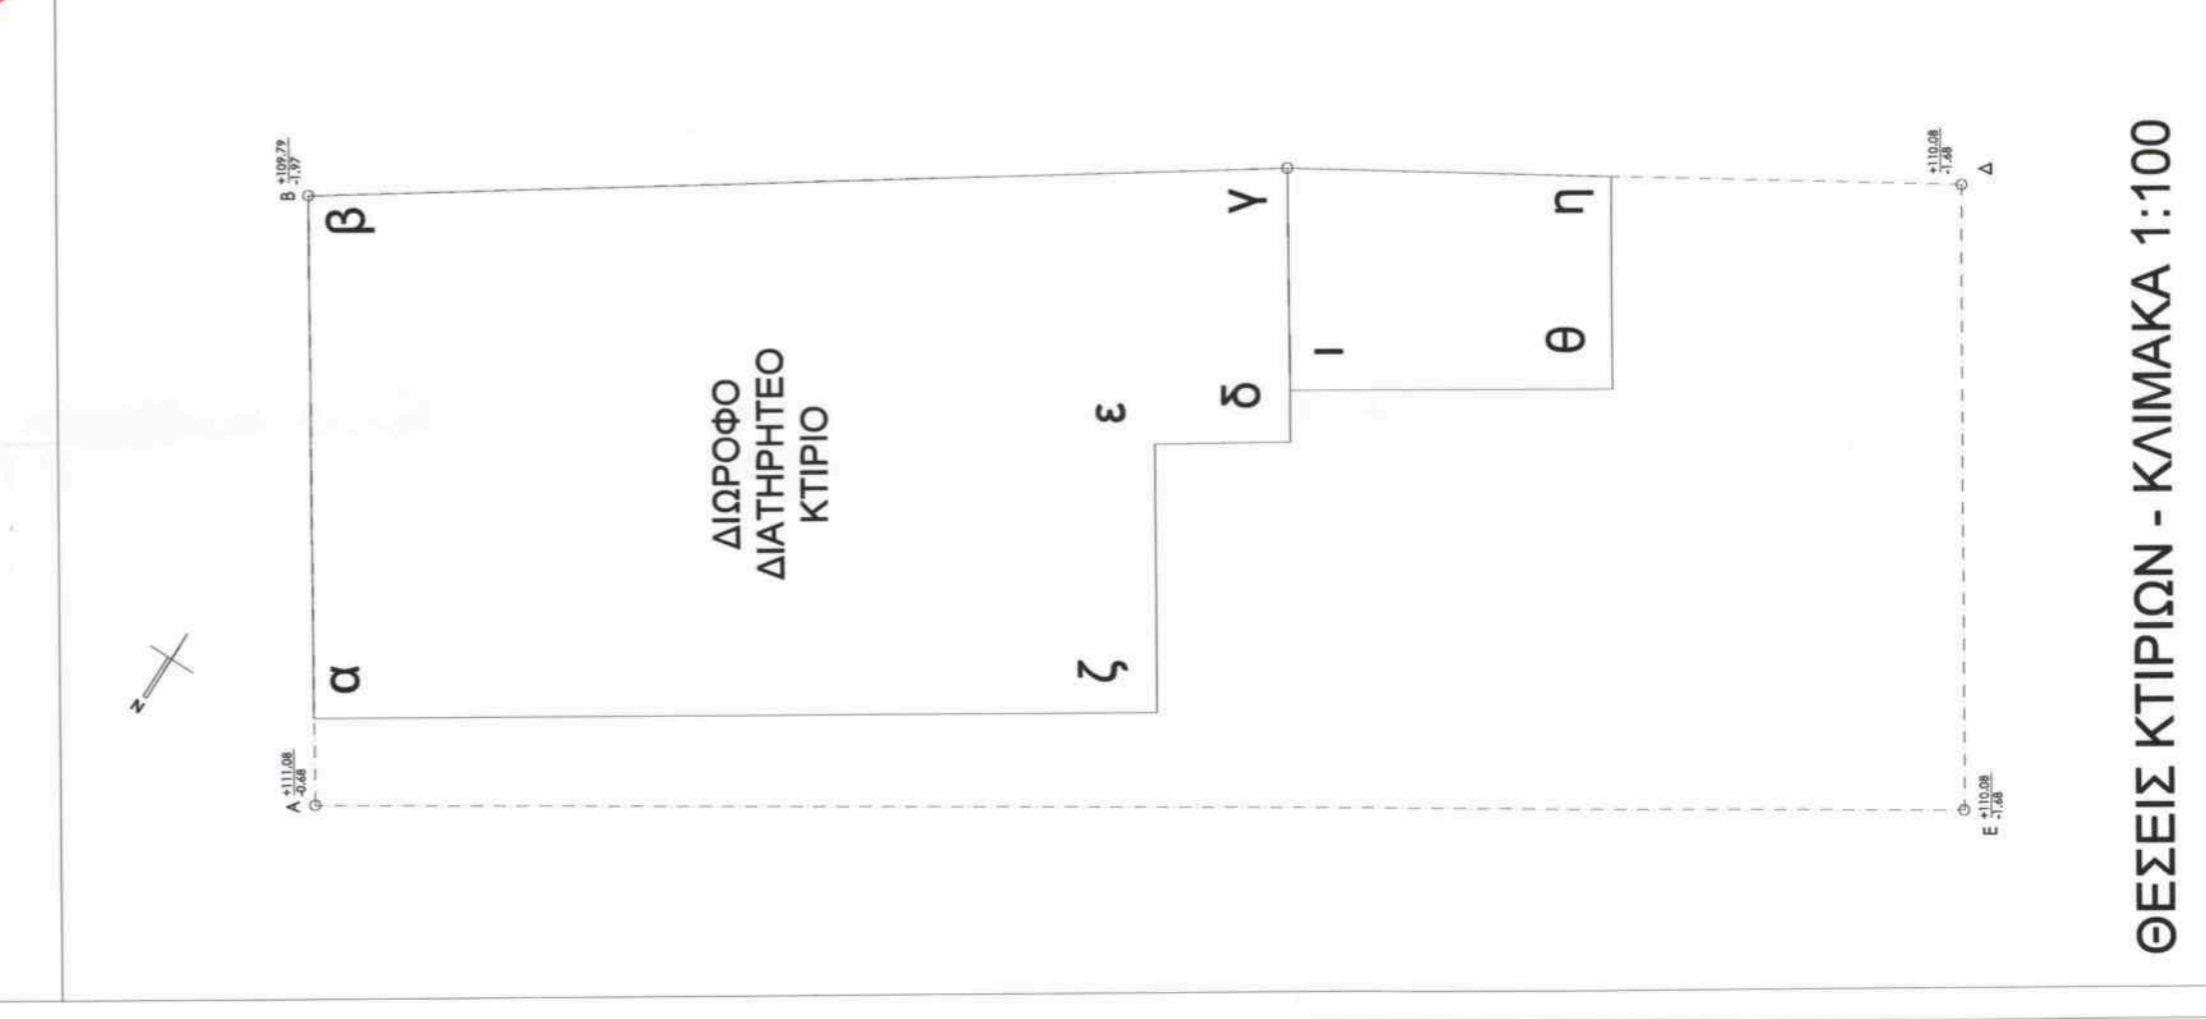 N
Α +111.08
-0.68
Β +109.79
-1.97
α
β
ΔΙΩΡΟΦΟ
ΔΙΑΤΗΡΗΤΕΟ
ΚΤΙΡΙΟ
ζ
ε
δ
γ
ι
θ
η
Ε +110.08
-1.68
+110.08
-1.68
Δ
ΘΕΣΕΙΣ ΚΤΙΡΙΩΝ - ΚΛΙΜΑΚΑ 1:100